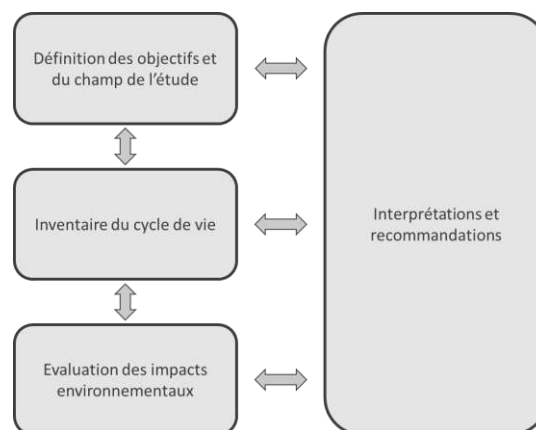 Définition des objectifs et
du champ de l'étude
Inventaire du cycle de vie
Interprétations et
recommandations
Evaluation des impacts
environnementaux